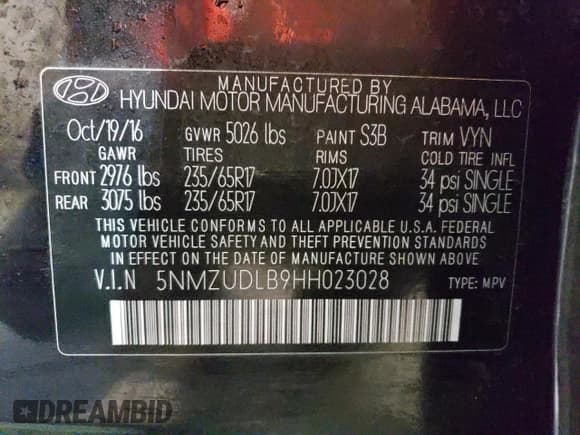 MANUFACTURED BY
HYUNDAI MOTOR MANUFACTURING ALABAMA, LLC
Oct/19/16 GVWR 5026 lbs PAINT S3B TRIM VYN
GAWR TIRES RIMS COLD TIRE INFL
FRONT 2976 lbs 235/65R17 7.0JX17 34 psi SINGLE
REAR 3075 lbs 235/65R17 7.0JX17 34 psi SINGLE
THIS VEHICLE CONFORMS TO ALL APPLICABLE U.S.A. FEDERAL
MOTOR VEHICLE SAFETY AND THEFT PREVENTION STANDARDS
IN EFFECT ON THE DATE OF MANUFACTURE SHOWN ABOVE
V.I.N 5NMZUDLB9HH023028 TYPE: MPV
DREAMBID